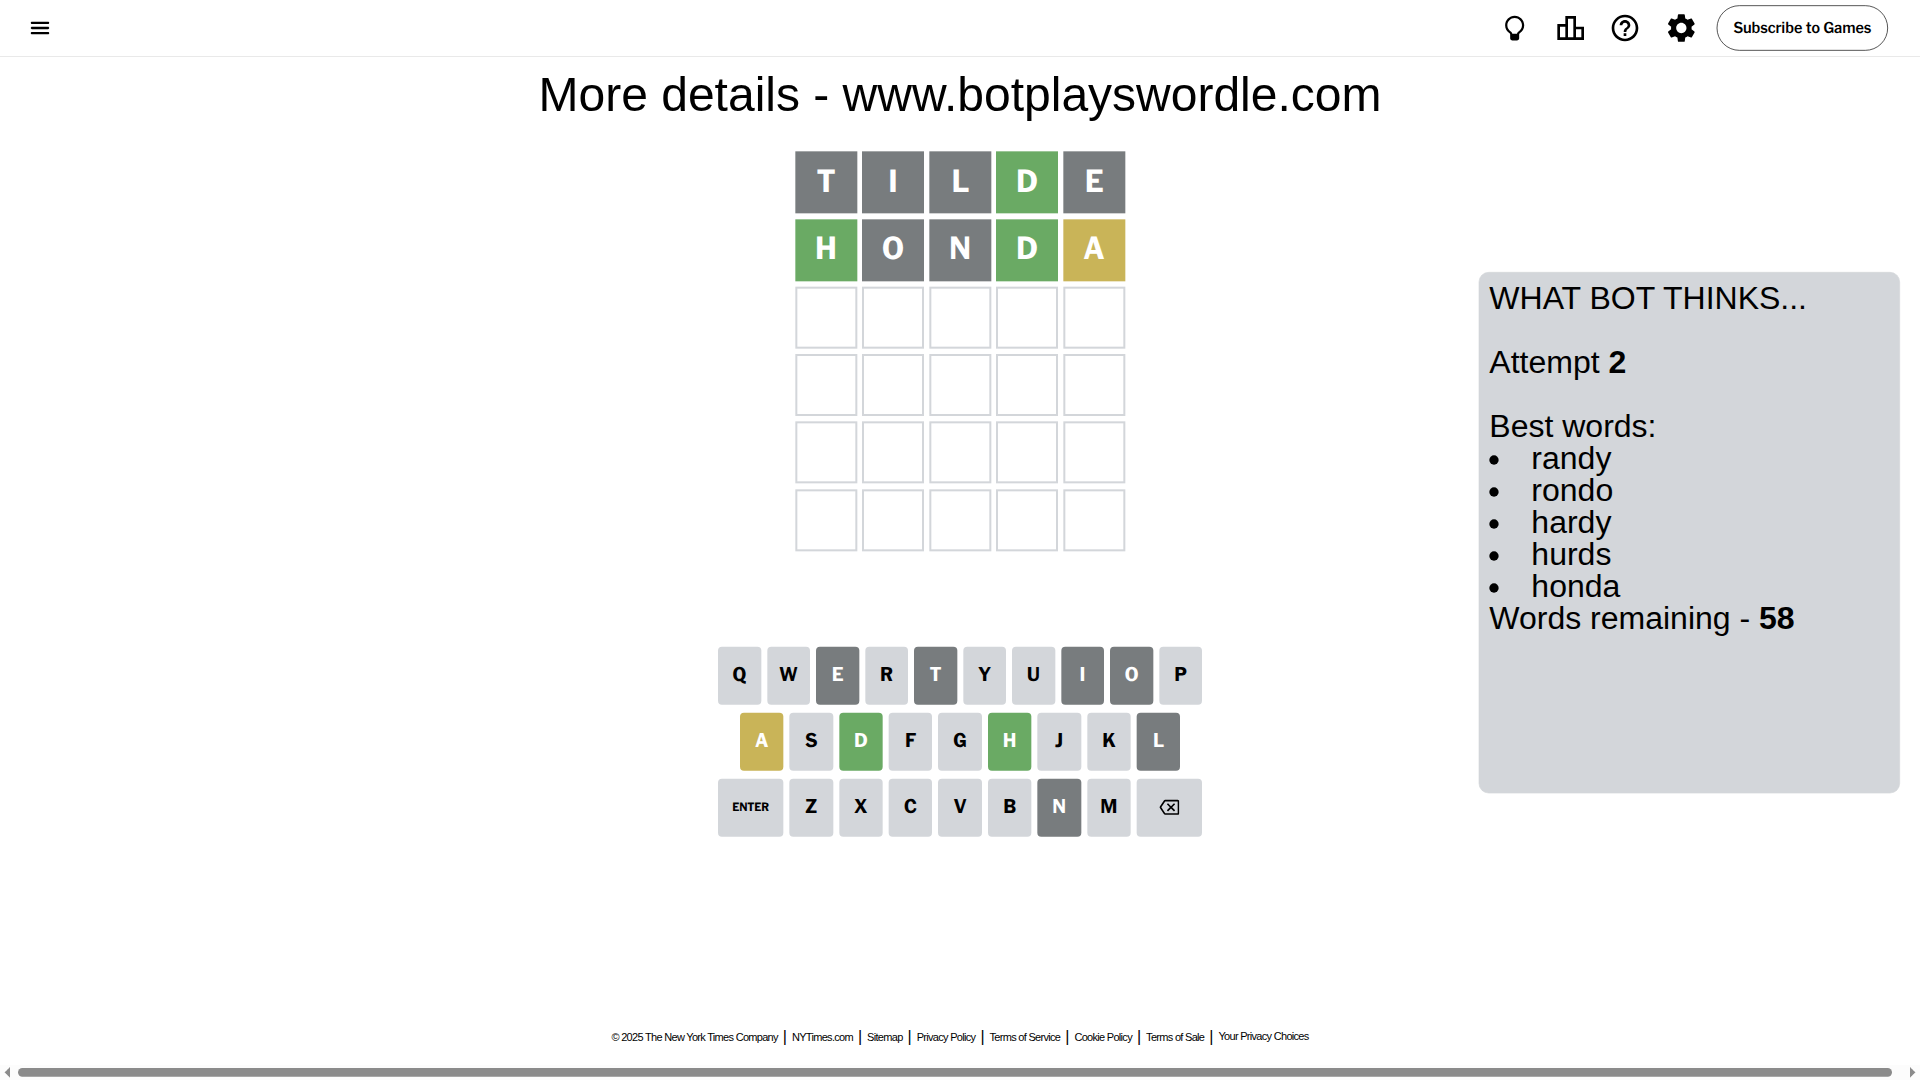 Subscribe to Games
More details - www.botplayswordle.com
T I L D E
H O N D A
WHAT BOT THINKS...
Attempt 2
Best words:
• randy
• rondo
• hardy
• hurds
• honda
Words remaining - 58
Q W E R T Y U I O P
A S D F G H J K L
ENTER Z X C V B N M
© 2025 The New York Times Company | NYTimes.com | Sitemap | Privacy Policy | Terms of Service | Cookie Policy | Terms of Sale | Your Privacy Choices